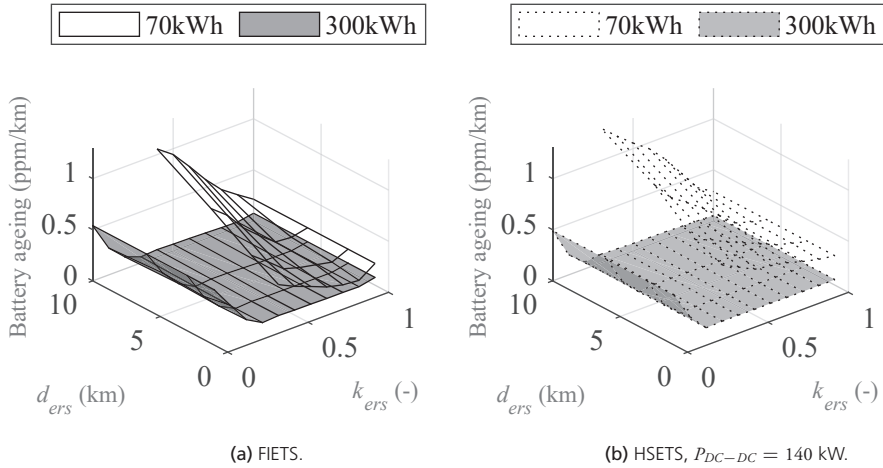 70kWh 300kWh
Battery ageing (ppm/km)
1
0.5
0
10
5
0
d_ers (km)
0
0.5
1
k_ers (-)
(a) FIETS.
70kWh 300kWh
Battery ageing (ppm/km)
1
0.5
0
10
5
0
d_ers (km)
0
0.5
1
k_ers (-)
(b) HSETS, P_DC−DC = 140 kW.